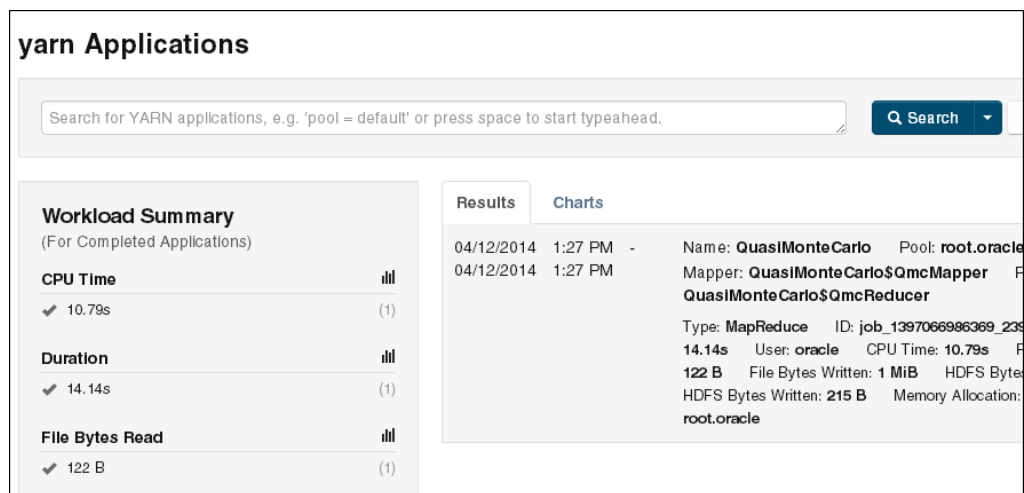 yarn Applications
Search for YARN applications, e.g. 'pool = default' or press space to start typeahead.
Search
Workload Summary
(For Completed Applications)
CPU Time
10.79s (1)
Duration
14.14s (1)
File Bytes Read
122 B (1)
Results Charts
04/12/2014 1:27 PM - Name: QuasiMonteCarlo Pool: root.oracle
04/12/2014 1:27 PM Mapper: QuasiMonteCarlo$QmcMapper
QuasiMonteCarlo$QmcReducer
Type: MapReduce ID: job_1397066986369_239
14.14s User: oracle CPU Time: 10.79s
122 B File Bytes Written: 1 MiB HDFS Bytes
HDFS Bytes Written: 215 B Memory Allocation:
root.oracle